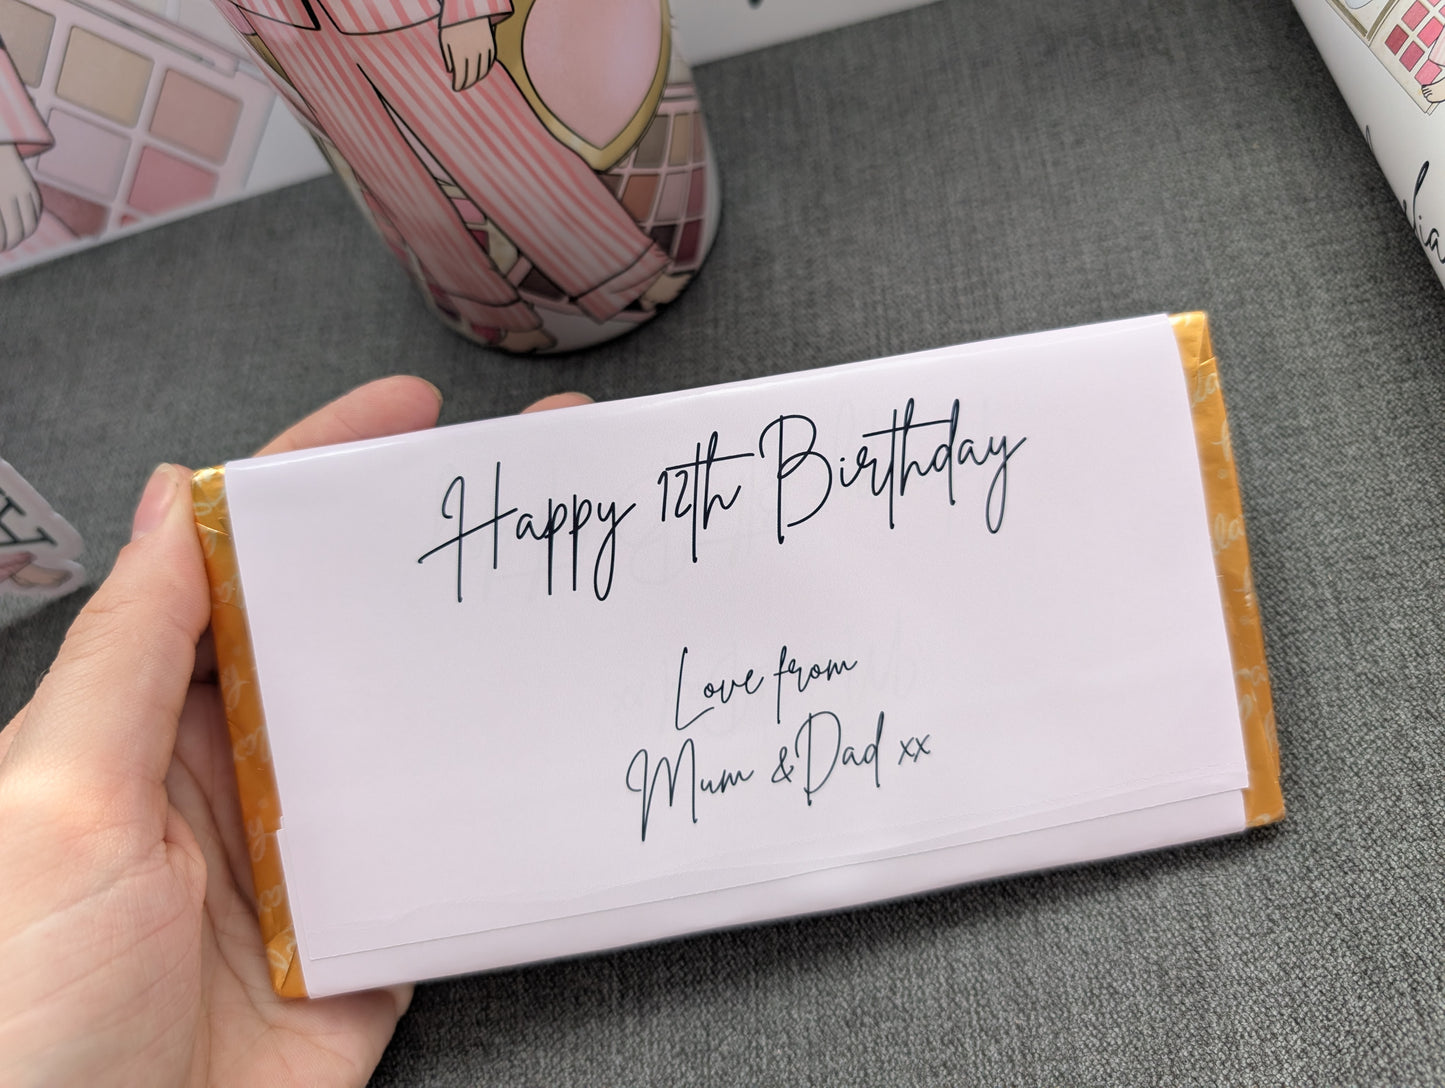 Happy 12th Birthday
Love from
Mum & Dad xx